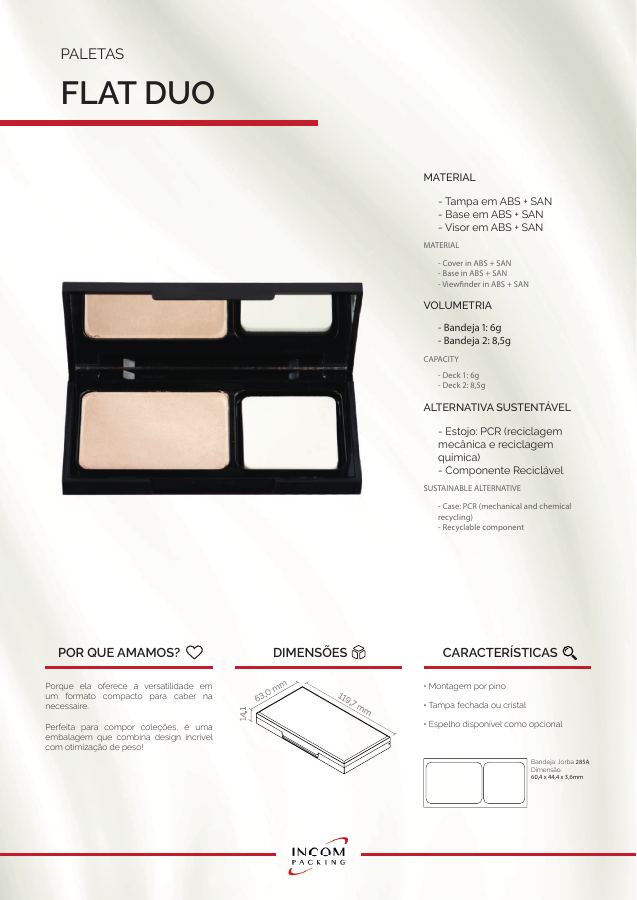 PALETAS
FLAT DUO
MATERIAL
- Tampa em ABS + SAN
- Base em ABS + SAN
- Visor em ABS + SAN
MATERIAL
- Cover in ABS + SAN
- Base in ABS + SAN
- Viewfinder in ABS + SAN
VOLUMETRIA
- Bandeja 1: 6g
- Bandeja 2: 8,5g
CAPACITY
- Deck 1: 6g
- Deck 2: 8,5g
ALTERNATIVA SUSTENTÁVEL
- Estojo: PCR (reciclagem
mecânica e reciclagem
química)
- Componente Reciclável
SUSTAINABLE ALTERNATIVE
- Case: PCR (mechanical and chemical
recycling)
- Recyclable component
POR QUE AMAMOS?
Porque ela oferece a versatilidade em
um formato compacto para caber na
necessaire.
Perfeita para compor coleções, é uma
embalagem que combina design incrível
com otimização de peso!
DIMENSÕES
63,0 mm
119,7 mm
14,1
CARACTERÍSTICAS
• Montagem por pino
• Tampa fechada ou cristal
• Espelho disponível como opcional
Bandeja: Jorba 285A
Dimensão:
60,4 x 44,4 x 3,6mm
INCOM
PACKING